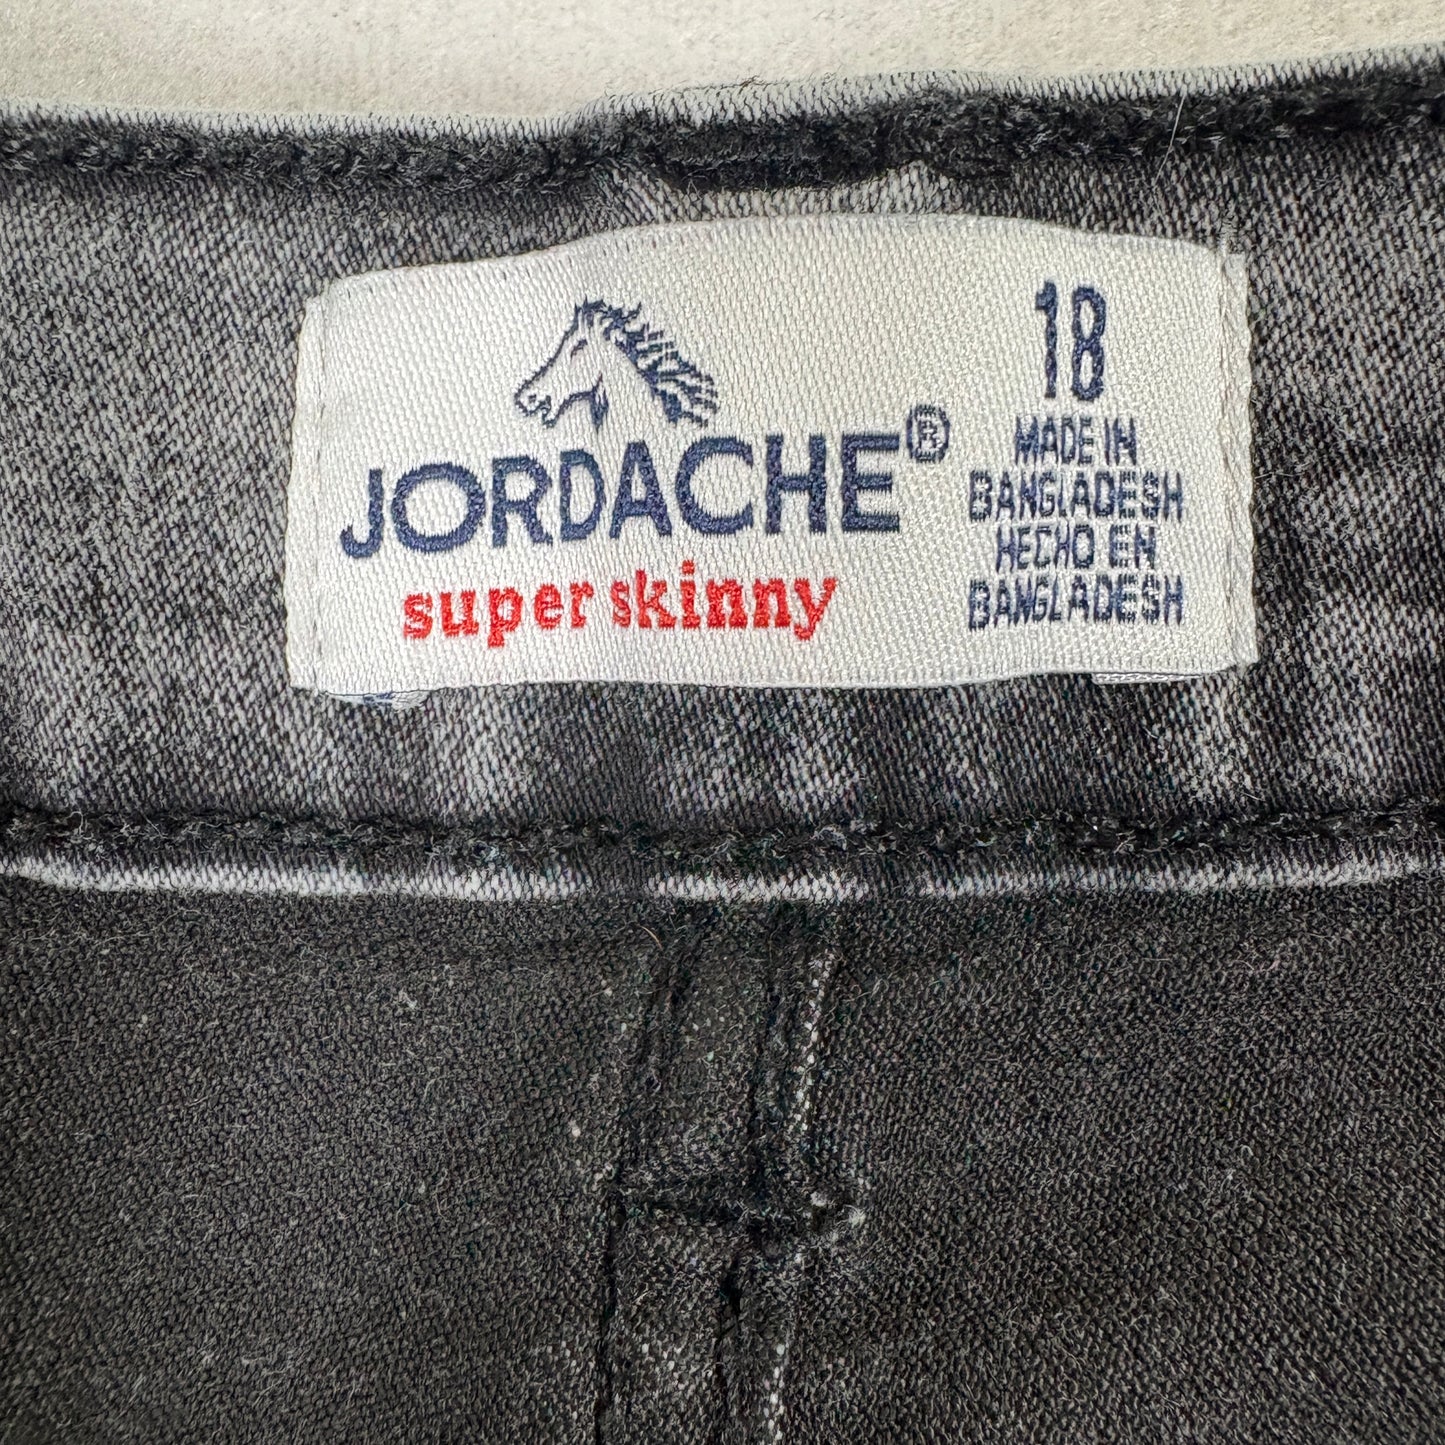 JORDACHE®
super skinny
18
MADE IN
BANGLADESH
HECHO EN
BANGLADESH